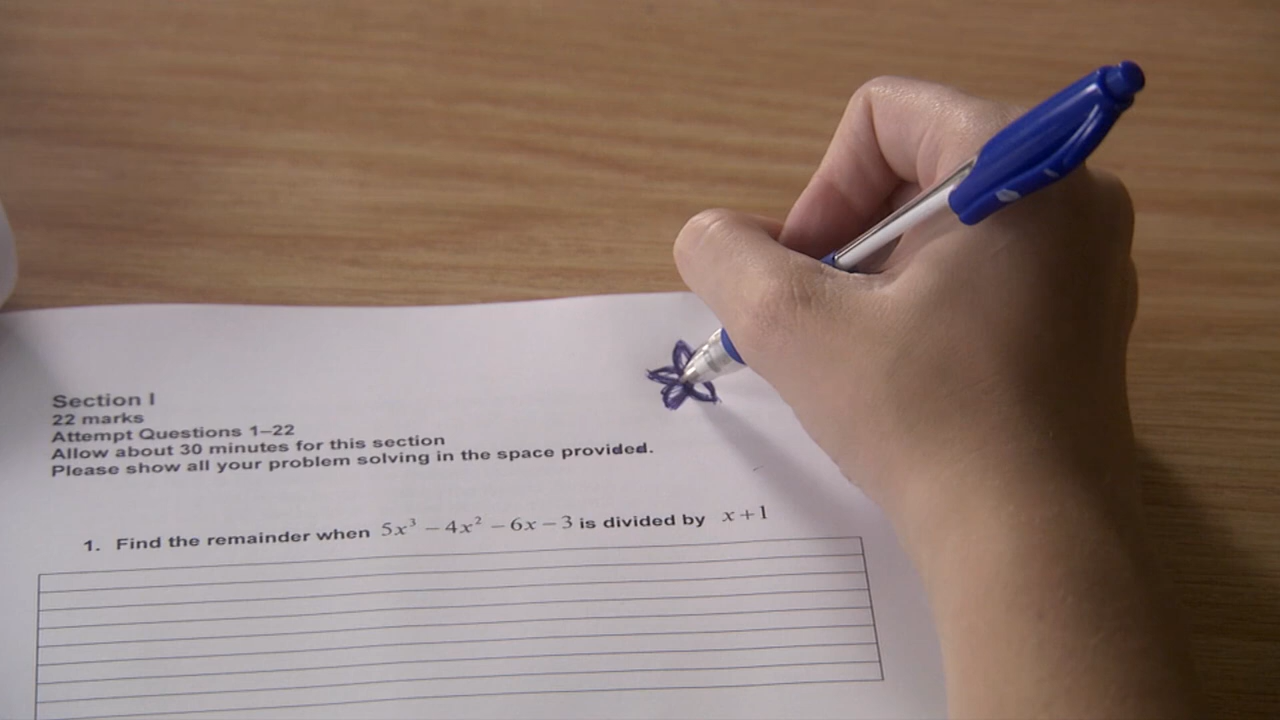 Section I
22 marks
Attempt Questions 1–22
Allow about 30 minutes for this section
Please show all your problem solving in the space provided.
1. Find the remainder when 5x³ – 4x² – 6x – 3 is divided by x+1